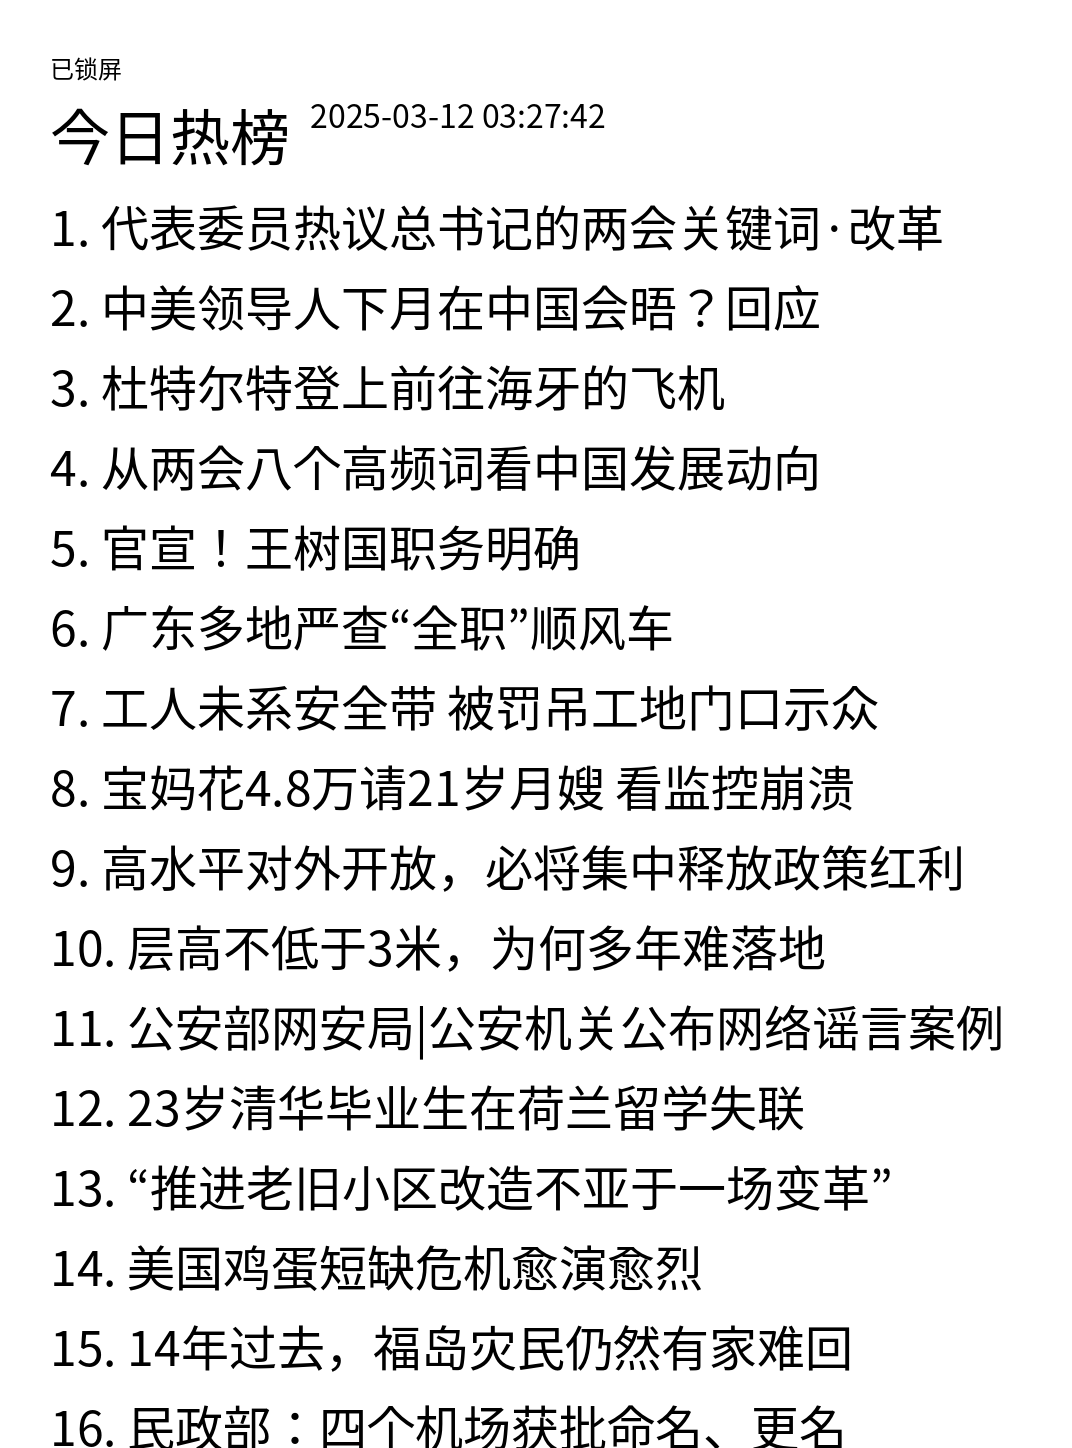 已锁屏
今日热榜 2025-03-12 03:27:42
1. 代表委员热议总书记的两会关键词·改革
2. 中美领导人下月在中国会晤？回应
3. 杜特尔特登上前往海牙的飞机
4. 从两会八个高频词看中国发展动向
5. 官宣！王树国职务明确
6. 广东多地严查“全职”顺风车
7. 工人未系安全带 被罚吊工地门口示众
8. 宝妈花4.8万请21岁月嫂 看监控崩溃
9. 高水平对外开放，必将集中释放政策红利
10. 层高不低于3米，为何多年难落地
11. 公安部网安局|公安机关公布网络谣言案例
12. 23岁清华毕业生在荷兰留学失联
13. “推进老旧小区改造不亚于一场变革”
14. 美国鸡蛋短缺危机愈演愈烈
15. 14年过去，福岛灾民仍然有家难回
16. 民政部：四个机场获批命名、更名